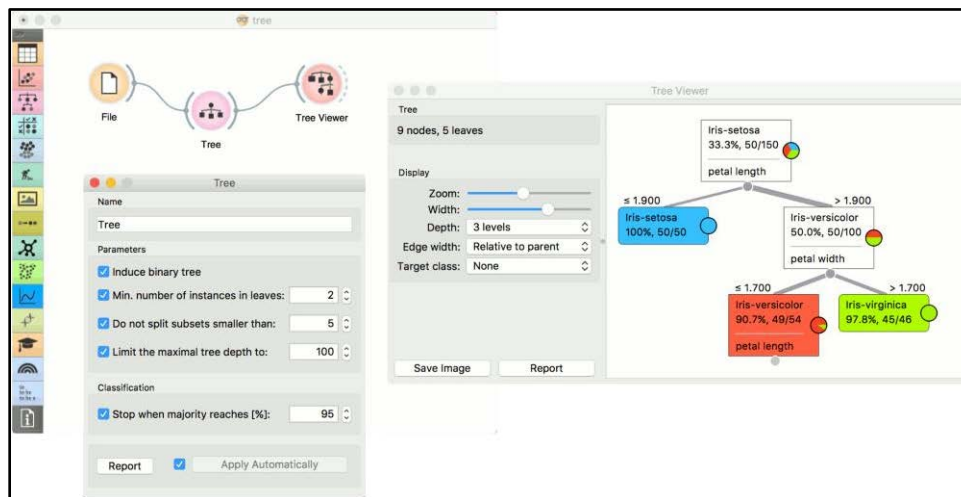 tree
File
Tree
Tree Viewer
Tree
Name
Tree
Parameters
Induce binary tree
Min. number of instances in leaves: 2
Do not split subsets smaller than: 5
Limit the maximal tree depth to: 100
Classification
Stop when majority reaches [%]: 95
Report
Apply Automatically
Tree Viewer
Tree
9 nodes, 5 leaves
Display
Zoom:
Width:
Depth: 3 levels
Edge width: Relative to parent
Target class: None
Save Image
Report
Iris-setosa
33.3%, 50/150
petal length
≤ 1.900
> 1.900
Iris-setosa
100%, 50/50
Iris-versicolor
50.0%, 50/100
petal width
≤ 1.700
> 1.700
Iris-versicolor
90.7%, 49/54
petal length
Iris-virginica
97.8%, 45/46